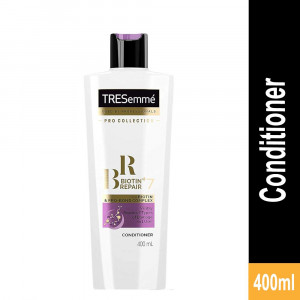 TRESemmé
PRO COLLECTION
BR
BIOTIN+
REPAIR 7
CONDITIONER
400 mL
Conditioner
400ml